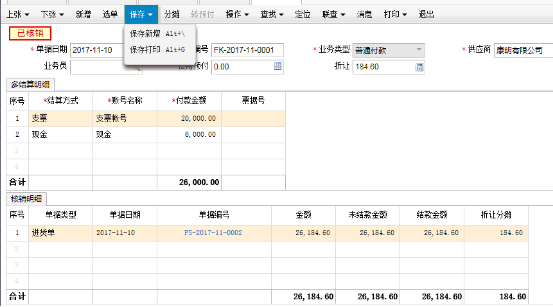 上张 下张 新增 选单 保存 分摊 转预付 操作 查找 定位 联查 消息 打印 退出
已核销
保存新增 Alt+\
保存打印 Alt+G
*单据日期 2017-11-10 编号 FK-2017-11-0001 *业务类型 普通付款 *供应商 康明有限公司
业务员 代付 0.00 折让 184.60
多结算明细
序号 *结算方式 *账号名称 *付款金额 票据号
1 支票 支票帐号 20,000.00
2 现金 现金 6,000.00
3
4
合计 26,000.00
核销明细
序号 单据类型 单据日期 单据编号 金额 未结款金额 结款金额 折让分摊
1 进货单 2017-11-10 PS-2017-11-0002 26,184.60 26,184.60 26,184.60 184.60
2
3
4
合计 26,184.60 26,184.60 26,184.60 184.60